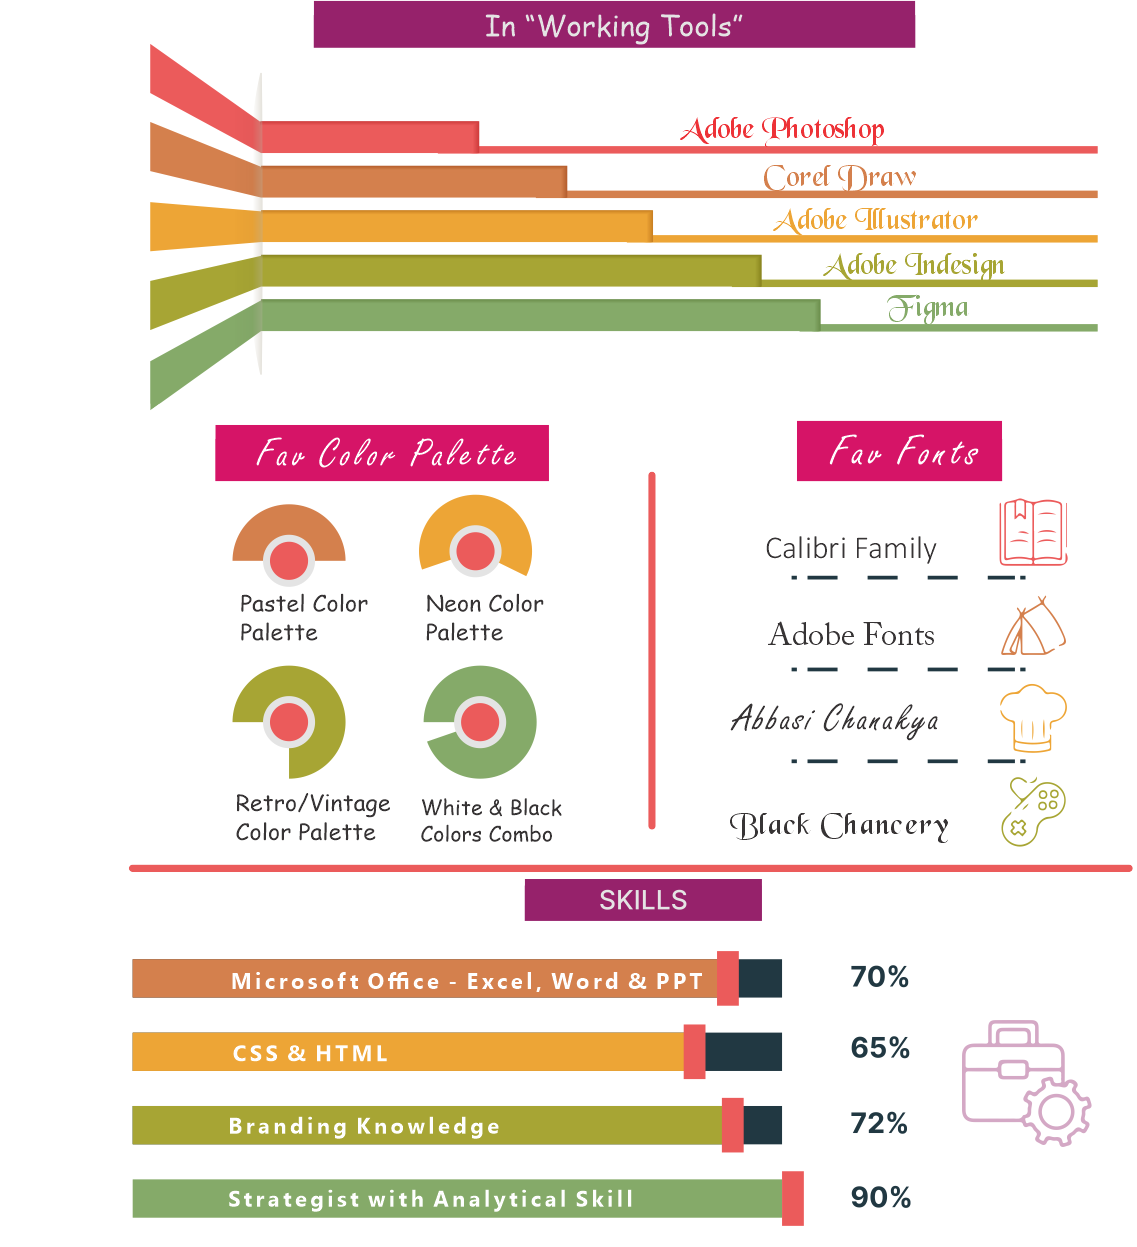 In “Working Tools”
Adobe Photoshop
Corel Draw
Adobe Illustrator
Adobe Indesign
Figma
Fav Color Palette
Pastel Color
Palette
Neon Color
Palette
Retro/Vintage
Color Palette
White & Black
Colors Combo
Fav Fonts
Calibri Family
Adobe Fonts
Abbasi Chanakya
Black Chancery
SKILLS
Microsoft Office - Excel, Word & PPT 70%
CSS & HTML 65%
Branding Knowledge 72%
Strategist with Analytical Skill 90%